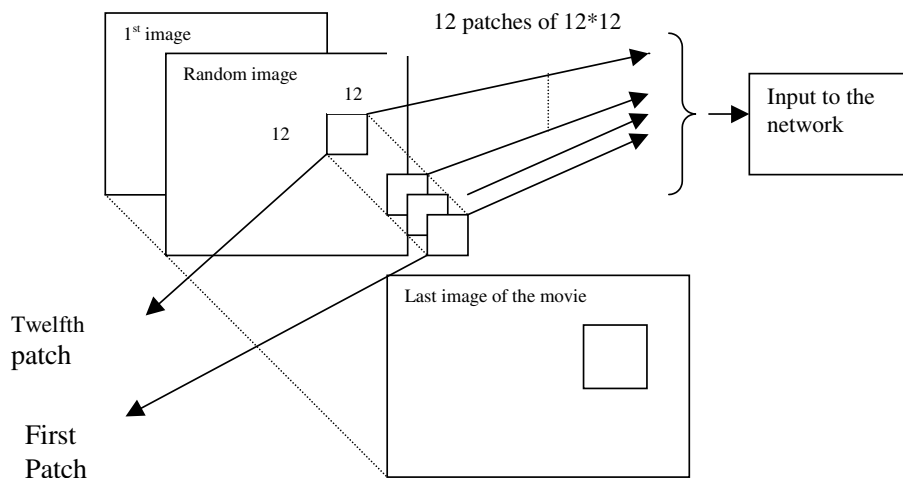 12 patches of 12*12
1st image
Random image
12
12
Input to the
network
Last image of the movie
Twelfth
patch
First
Patch